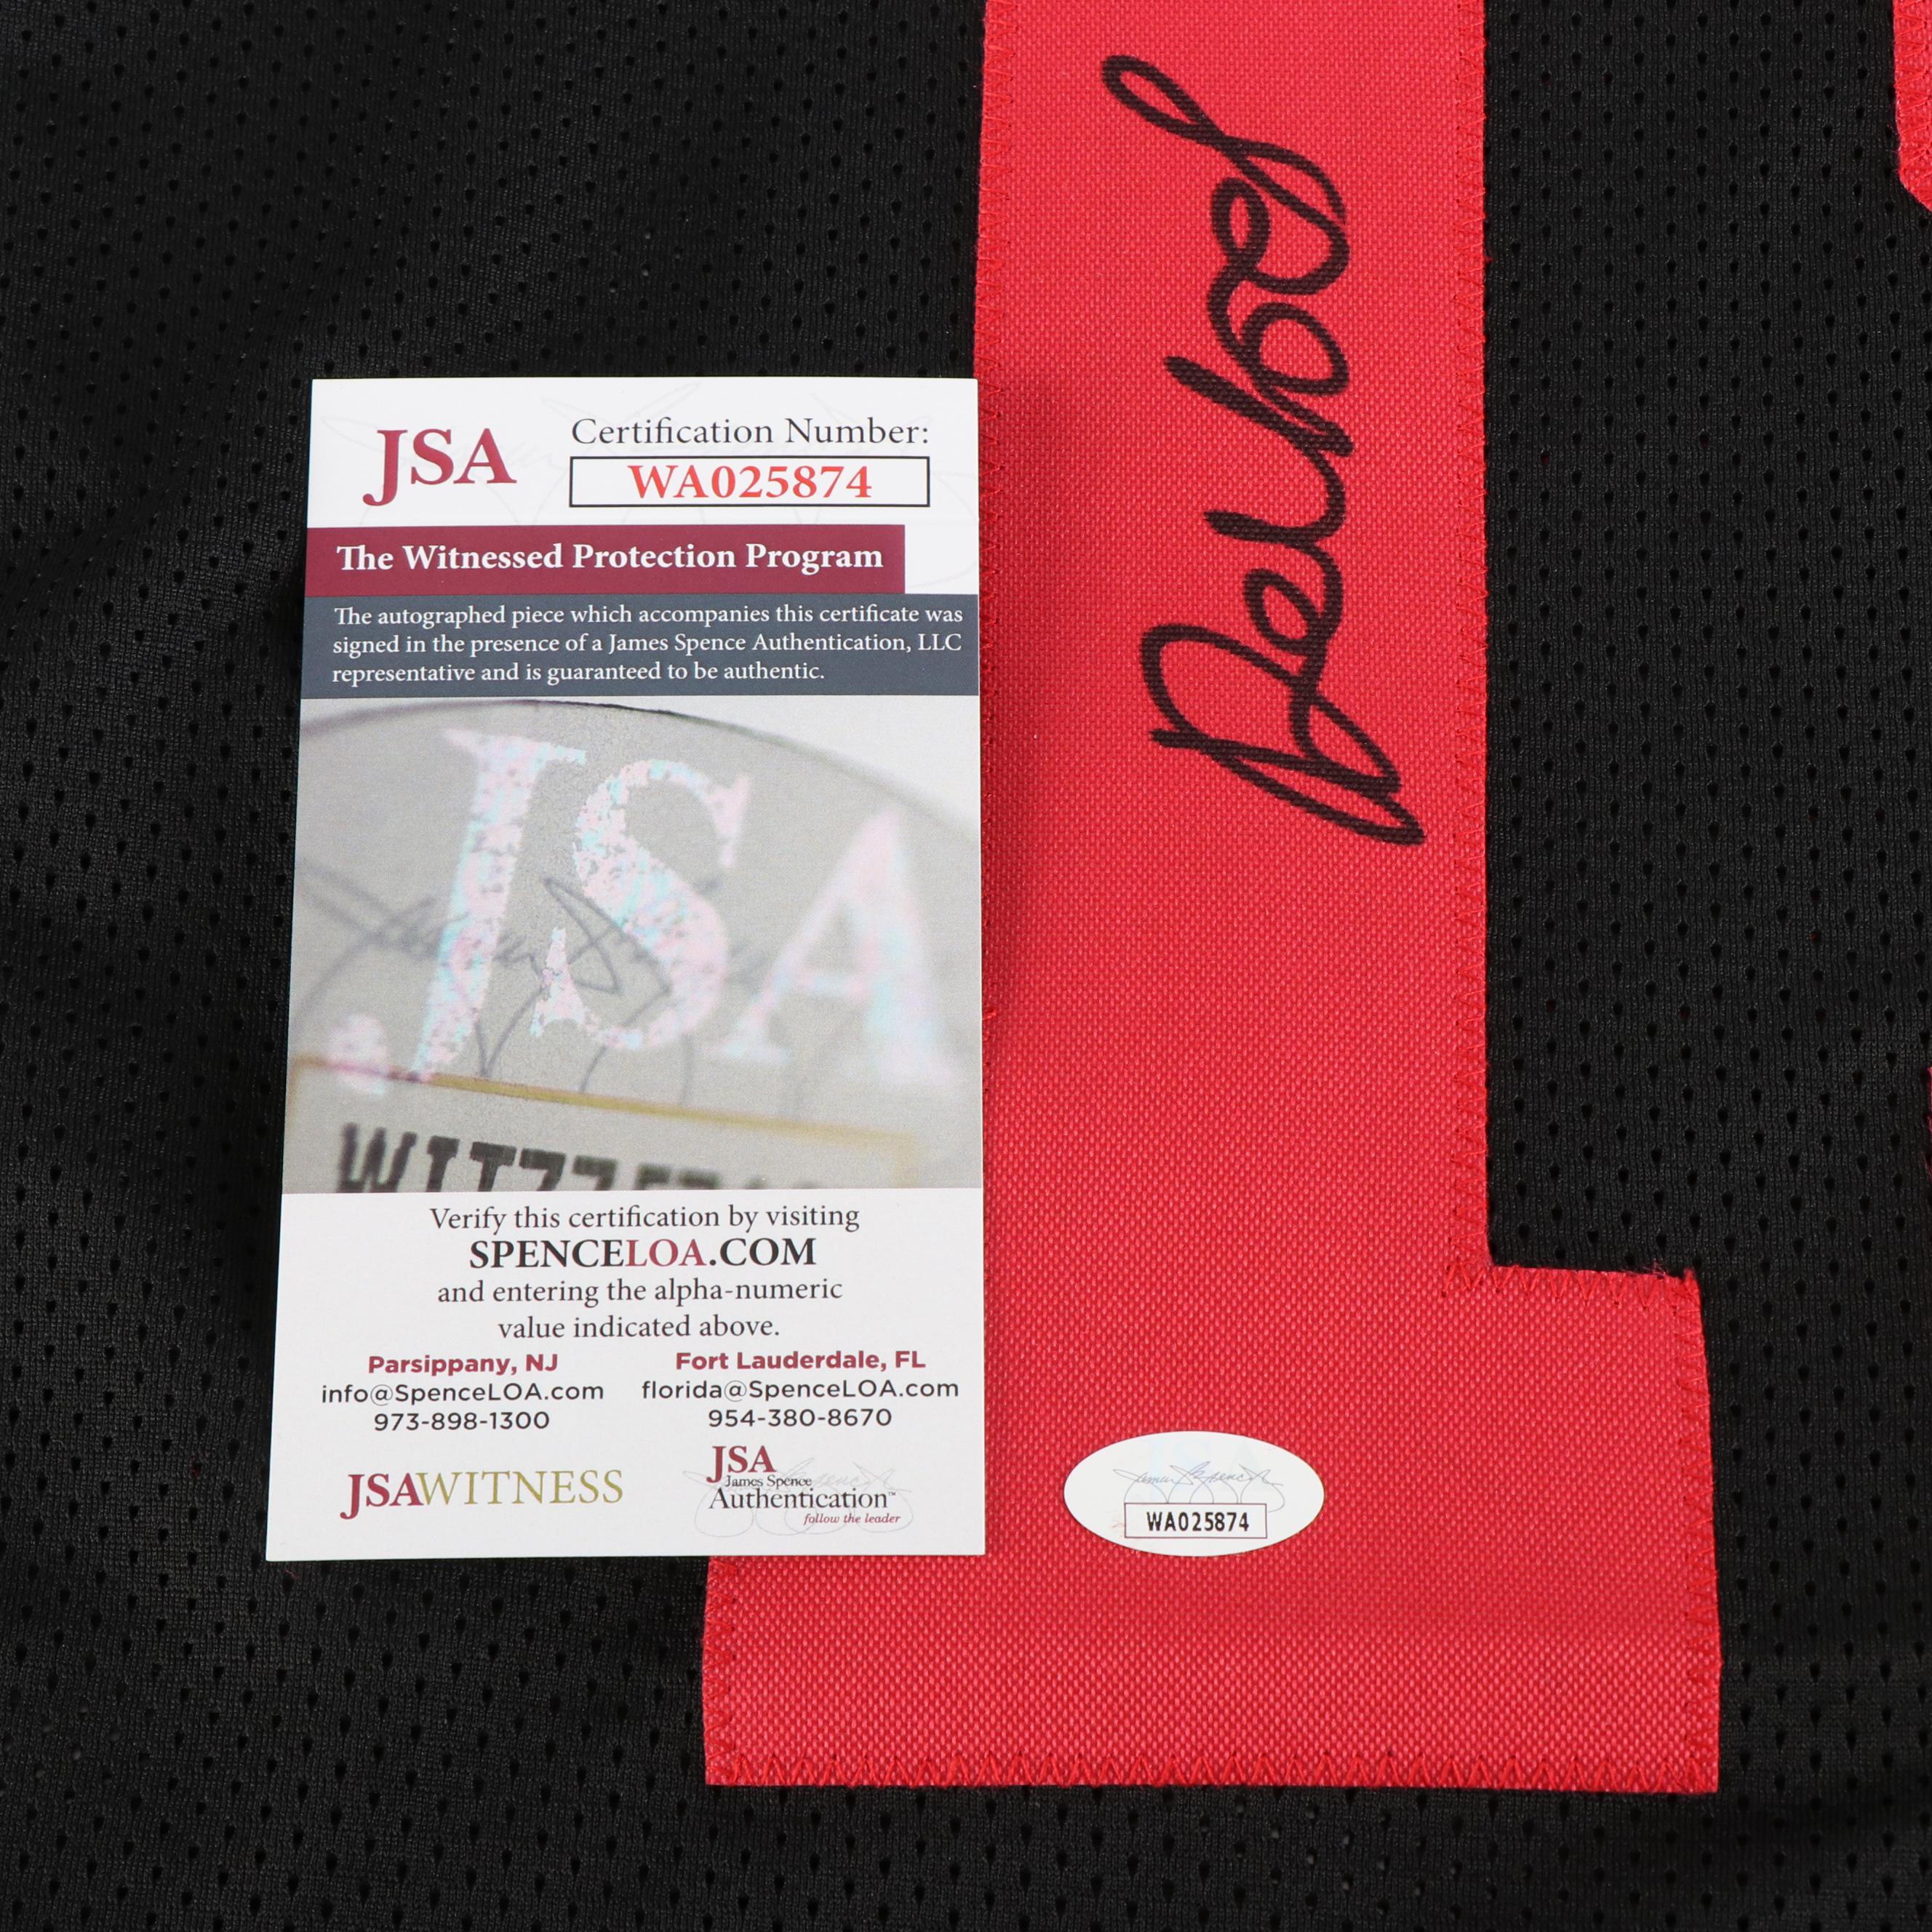 JSA
Certification Number:
WA025874
The Witnessed Protection Program
The autographed piece which accompanies this certificate was
signed in the presence of a James Spence Authentication, LLC
representative and is guaranteed to be authentic.
JSA
Verify this certification by visiting
SPENCELOA.COM
and entering the alpha-numeric
value indicated above.
Parsippany, NJ
info@SpenceLOA.com
973-898-1300
Fort Lauderdale, FL
florida@SpenceLOA.com
954-380-8670
JSAWITNESS
JSA
James Spence
Authentication™
follow the leader
WA025874